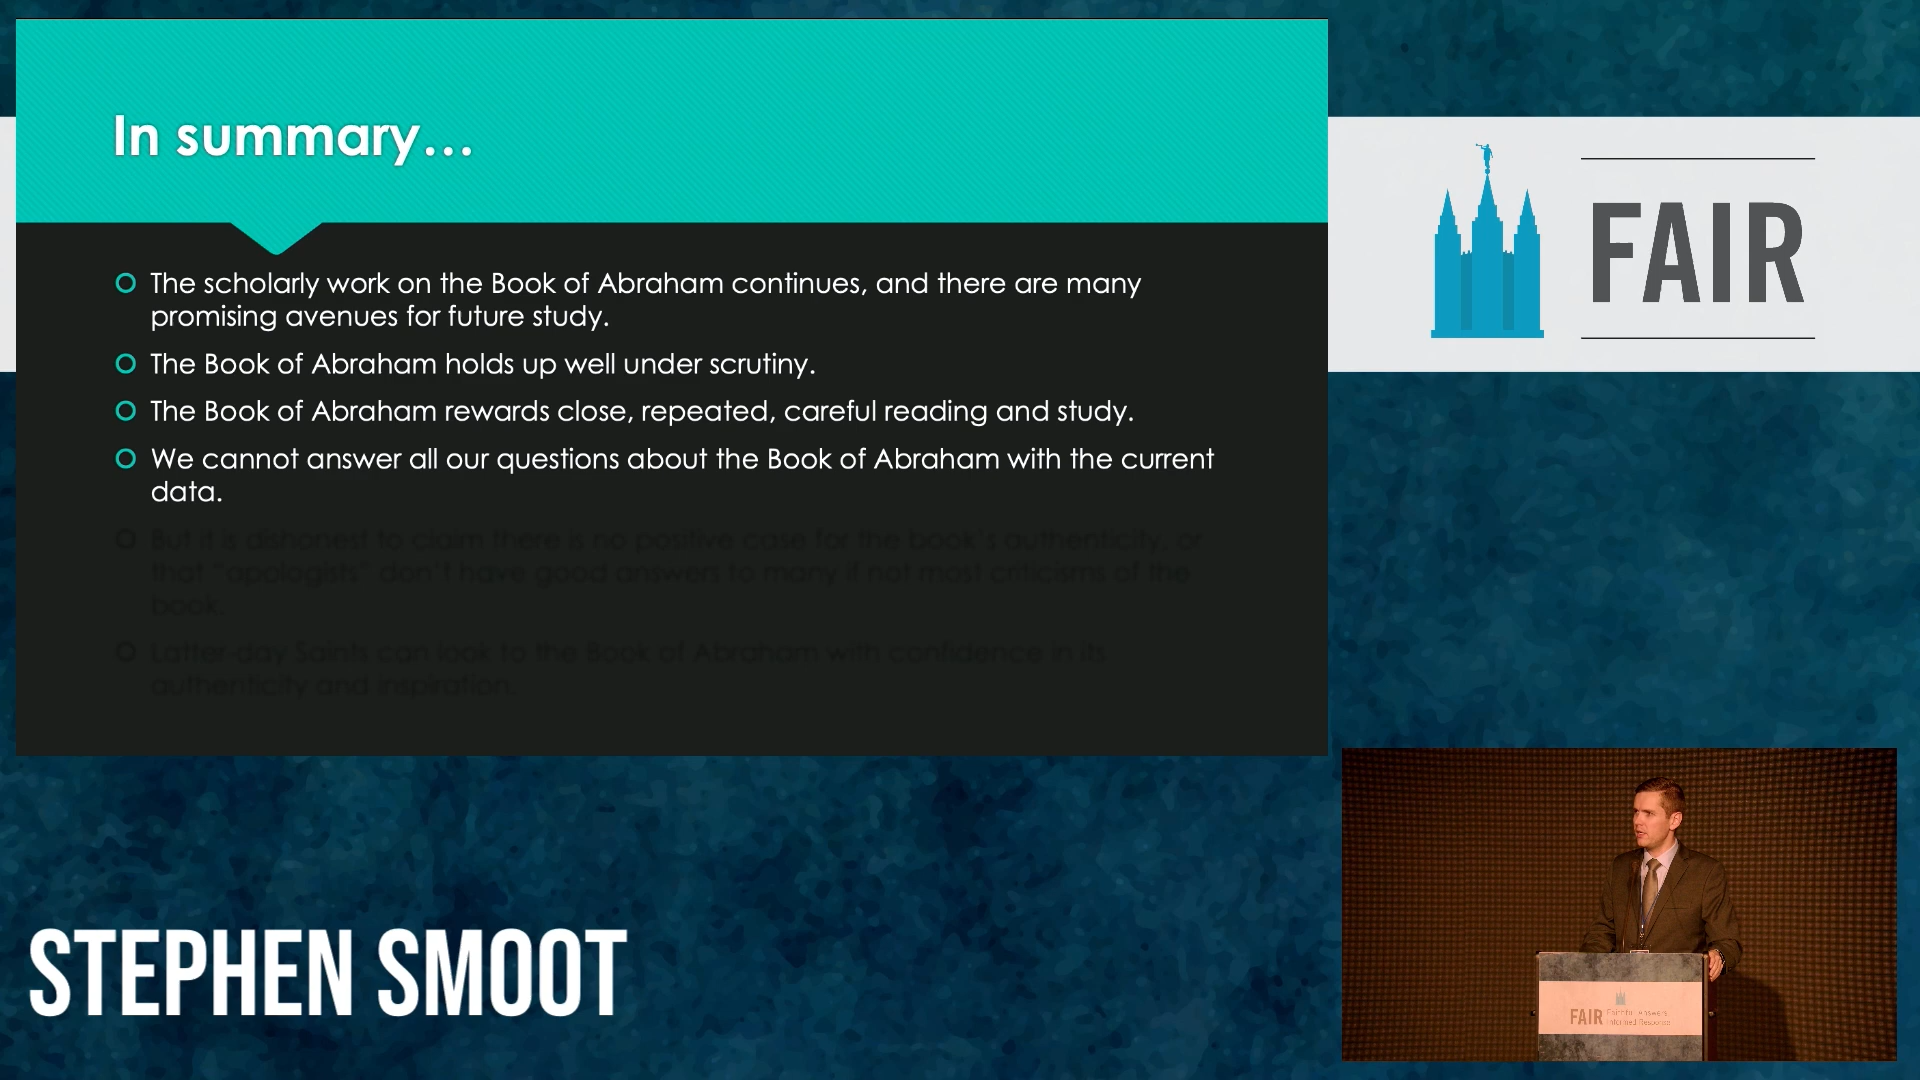 In summary…
The scholarly work on the Book of Abraham continues, and there are many
promising avenues for future study.
The Book of Abraham holds up well under scrutiny.
The Book of Abraham rewards close, repeated, careful reading and study.
We cannot answer all our questions about the Book of Abraham with the current
data.
But it is dishonest to claim there is no positive case for the book's authenticity, or
that "apologists" don't have good answers to many if not most criticisms of the
book.
Latter-day Saints can look to the Book of Abraham with confidence in its
authenticity and inspiration.
FAIR
STEPHEN SMOOT
FAIR
Faithful Answers
Informed Response